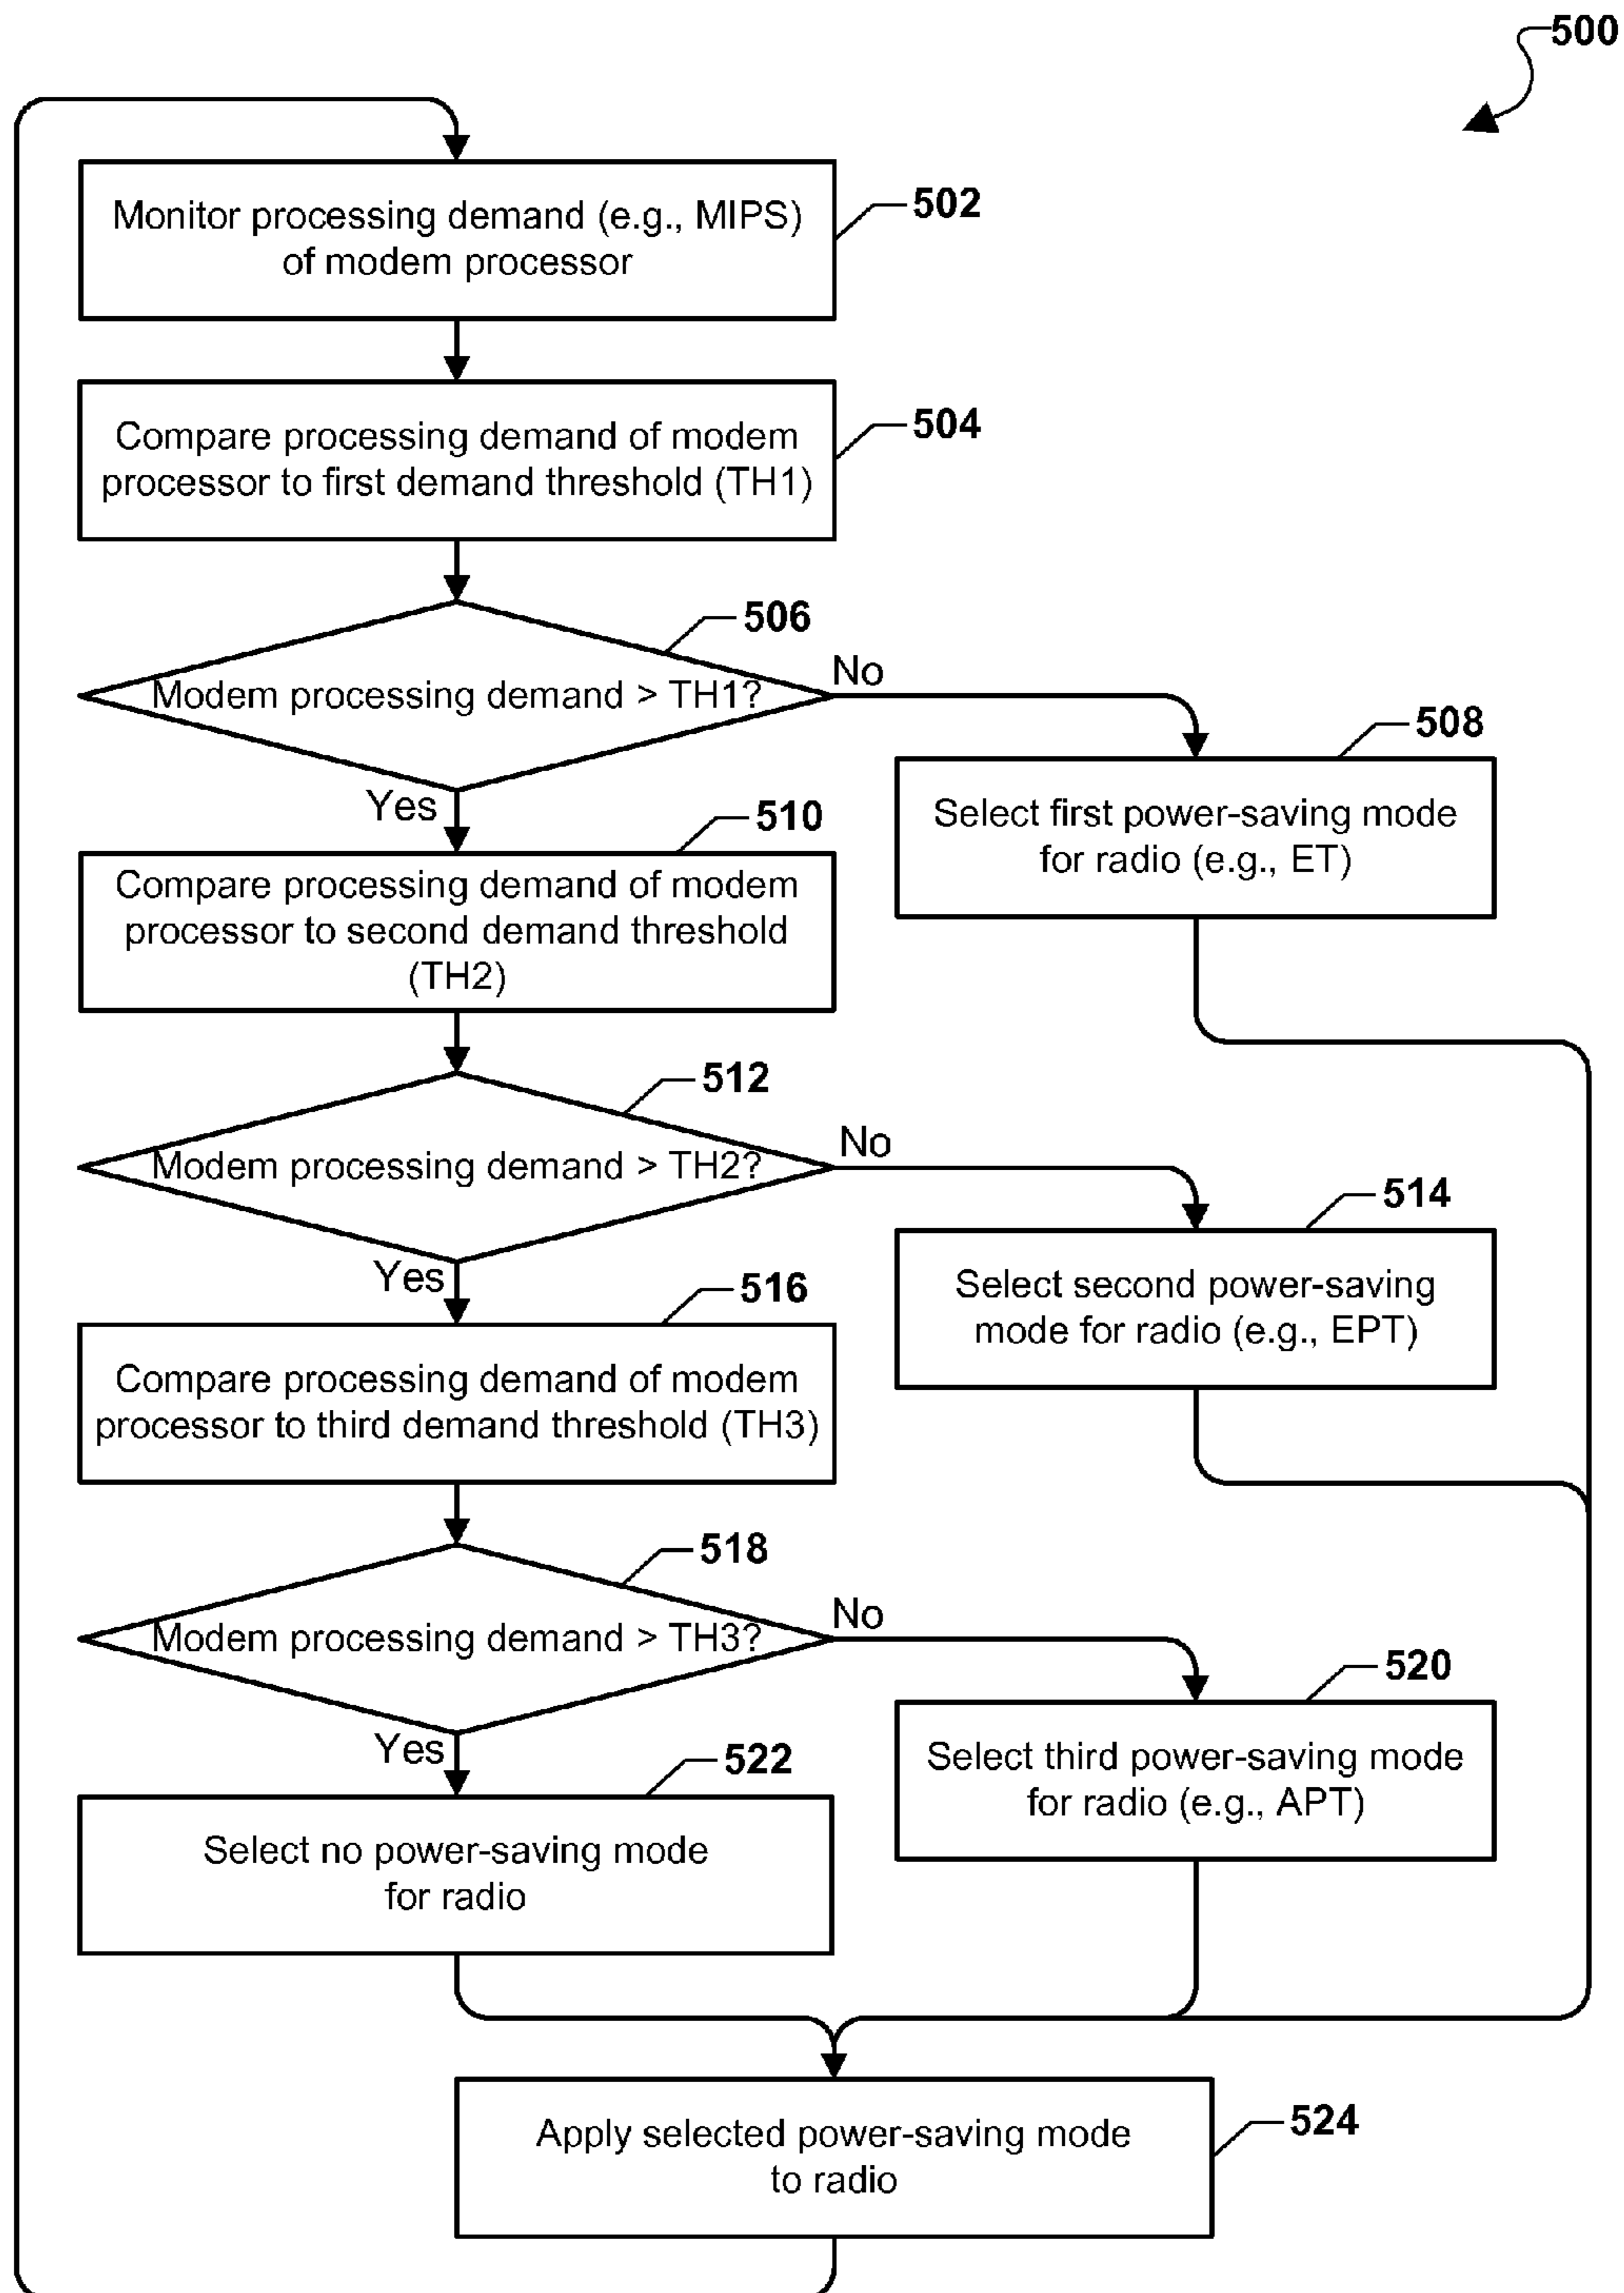 500
Monitor processing demand (e.g., MIPS)
of modem processor
502
Compare processing demand of modem
processor to first demand threshold (TH1)
504
506
Modem processing demand > TH1?
No
Yes
508
Select first power-saving mode
for radio (e.g., ET)
510
Compare processing demand of modem
processor to second demand threshold
(TH2)
512
Modem processing demand > TH2?
No
Yes
514
Select second power-saving
mode for radio (e.g., EPT)
516
Compare processing demand of modem
processor to third demand threshold (TH3)
518
Modem processing demand > TH3?
No
Yes
520
Select third power-saving mode
for radio (e.g., APT)
522
Select no power-saving mode
for radio
Apply selected power-saving mode
to radio
524